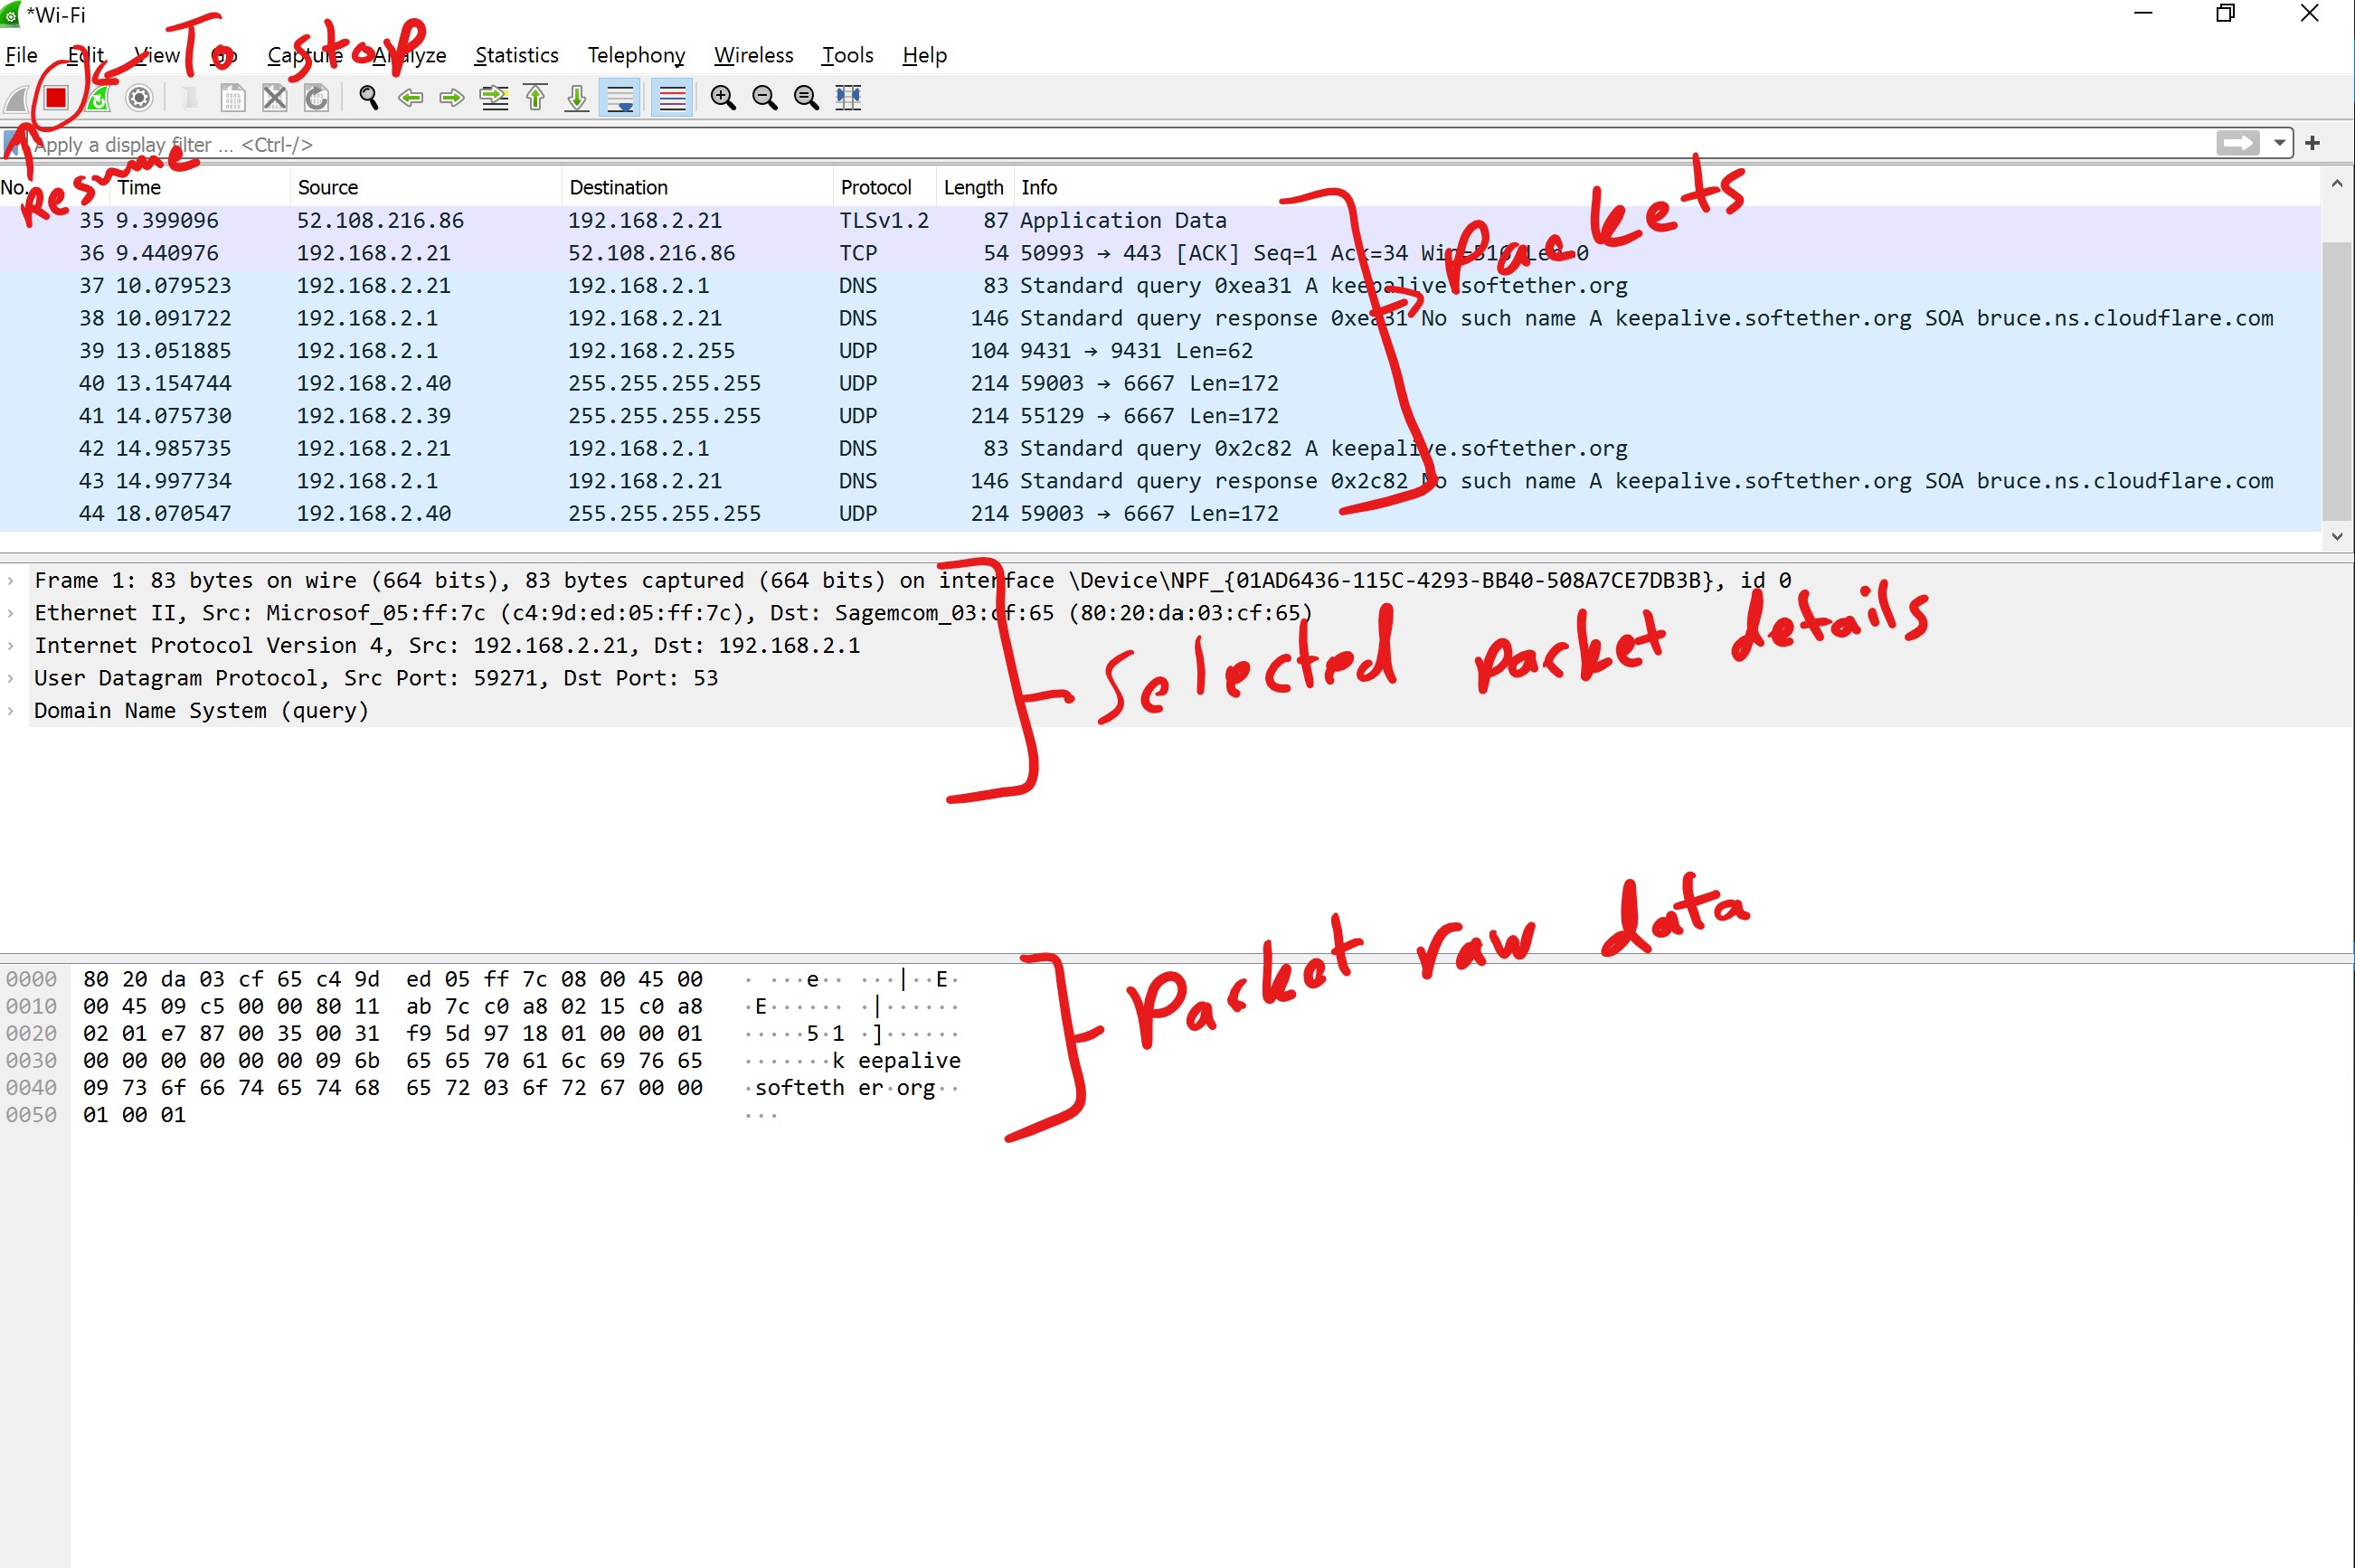 *Wi-Fi
To stop
File Edit View Go Capture Analyze Statistics Telephony Wireless Tools Help
Apply a display filter ... <Ctrl-/>
Resume
Packets
No. Time Source Destination Protocol Length Info
35 9.399096 52.108.216.86 192.168.2.21 TLSv1.2 87 Application Data
36 9.440976 192.168.2.21 52.108.216.86 TCP 54 50993 → 443 [ACK] Seq=1 Ack=34 Win=516 Len=0
37 10.079523 192.168.2.21 192.168.2.1 DNS 83 Standard query 0xea31 A keepalive.softether.org
38 10.091722 192.168.2.1 192.168.2.21 DNS 146 Standard query response 0xea31 No such name A keepalive.softether.org SOA bruce.ns.cloudflare.com
39 13.051885 192.168.2.1 192.168.2.255 UDP 104 9431 → 9431 Len=62
40 13.154744 192.168.2.40 255.255.255.255 UDP 214 59003 → 6667 Len=172
41 14.075730 192.168.2.39 255.255.255.255 UDP 214 55129 → 6667 Len=172
42 14.985735 192.168.2.21 192.168.2.1 DNS 83 Standard query 0x2c82 A keepalive.softether.org
43 14.997734 192.168.2.1 192.168.2.21 DNS 146 Standard query response 0x2c82 No such name A keepalive.softether.org SOA bruce.ns.cloudflare.com
44 18.070547 192.168.2.40 255.255.255.255 UDP 214 59003 → 6667 Len=172
Frame 1: 83 bytes on wire (664 bits), 83 bytes captured (664 bits) on interface \Device\NPF_{01AD6436-115C-4293-BB40-508A7CE7DB3B}, id 0
Ethernet II, Src: Microsof_05:ff:7c (c4:9d:ed:05:ff:7c), Dst: Sagemcom_03:cf:65 (80:20:da:03:cf:65)
Internet Protocol Version 4, Src: 192.168.2.21, Dst: 192.168.2.1
User Datagram Protocol, Src Port: 59271, Dst Port: 53
Domain Name System (query)
Selected packet details
Packet raw data
0000 80 20 da 03 cf 65 c4 9d ed 05 ff 7c 08 00 45 00 · ···e·· ···|··E·
0010 00 45 09 c5 00 00 80 11 ab 7c c0 a8 02 15 c0 a8 ·E······ ·|······
0020 02 01 e7 87 00 35 00 31 f9 5d 97 18 01 00 00 01 ·····5·1 ·]······
0030 00 00 00 00 00 00 09 6b 65 65 70 61 6c 69 76 65 ·······k eepalive
0040 09 73 6f 66 74 65 74 68 65 72 03 6f 72 67 00 00 ·softeth er·org··
0050 01 00 01 ···